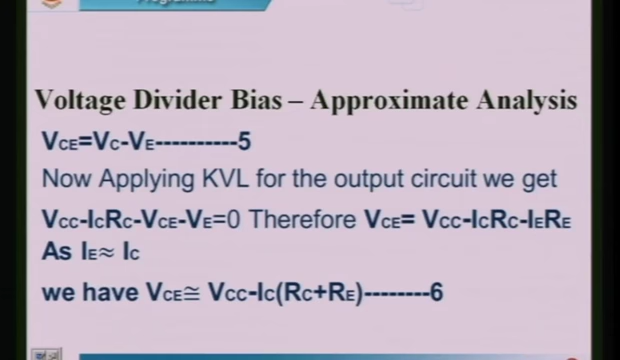 Programme
Voltage Divider Bias – Approximate Analysis
VCE=VC-VE----------5
Now Applying KVL for the output circuit we get
VCC-ICRC-VCE-VE=0 Therefore VCE= VCC-ICRC-IERE
As IE≈ IC
we have VCE≅ VCC-IC(RC+RE)--------6